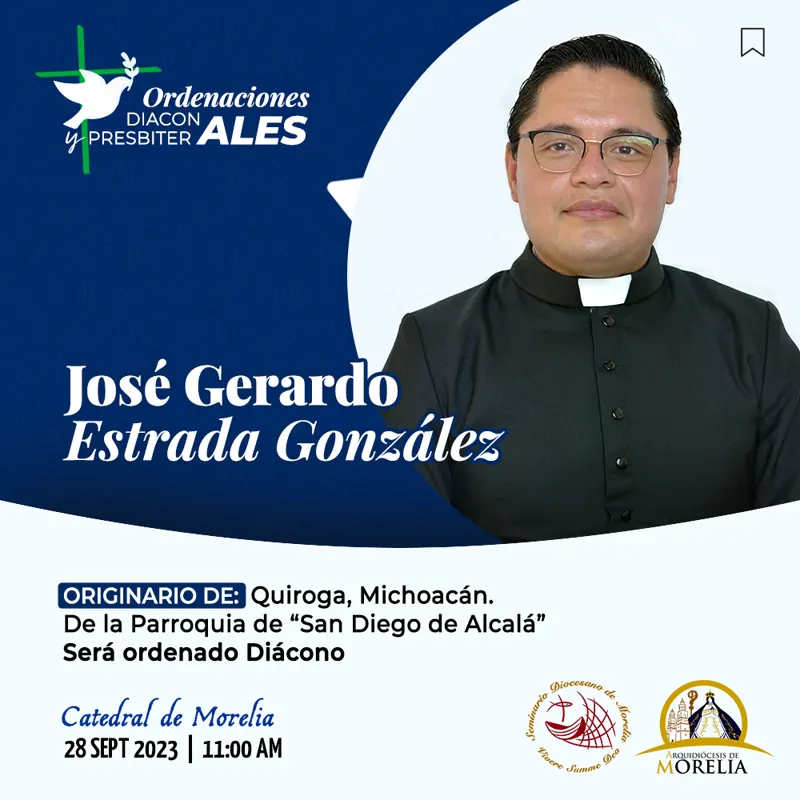 Ordenaciones
DIACON
y PRESBITER ALES
José Gerardo
Estrada González
ORIGINARIO DE: Quiroga, Michoacán.
De la Parroquia de “San Diego de Alcalá”
Será ordenado Diácono
Catedral de Morelia
28 SEPT 2023 | 11:00 AM
Seminario Diocesano de Morelia
Vivere Summe Deo
ARQUIDIÓCESIS DE
MORELIA